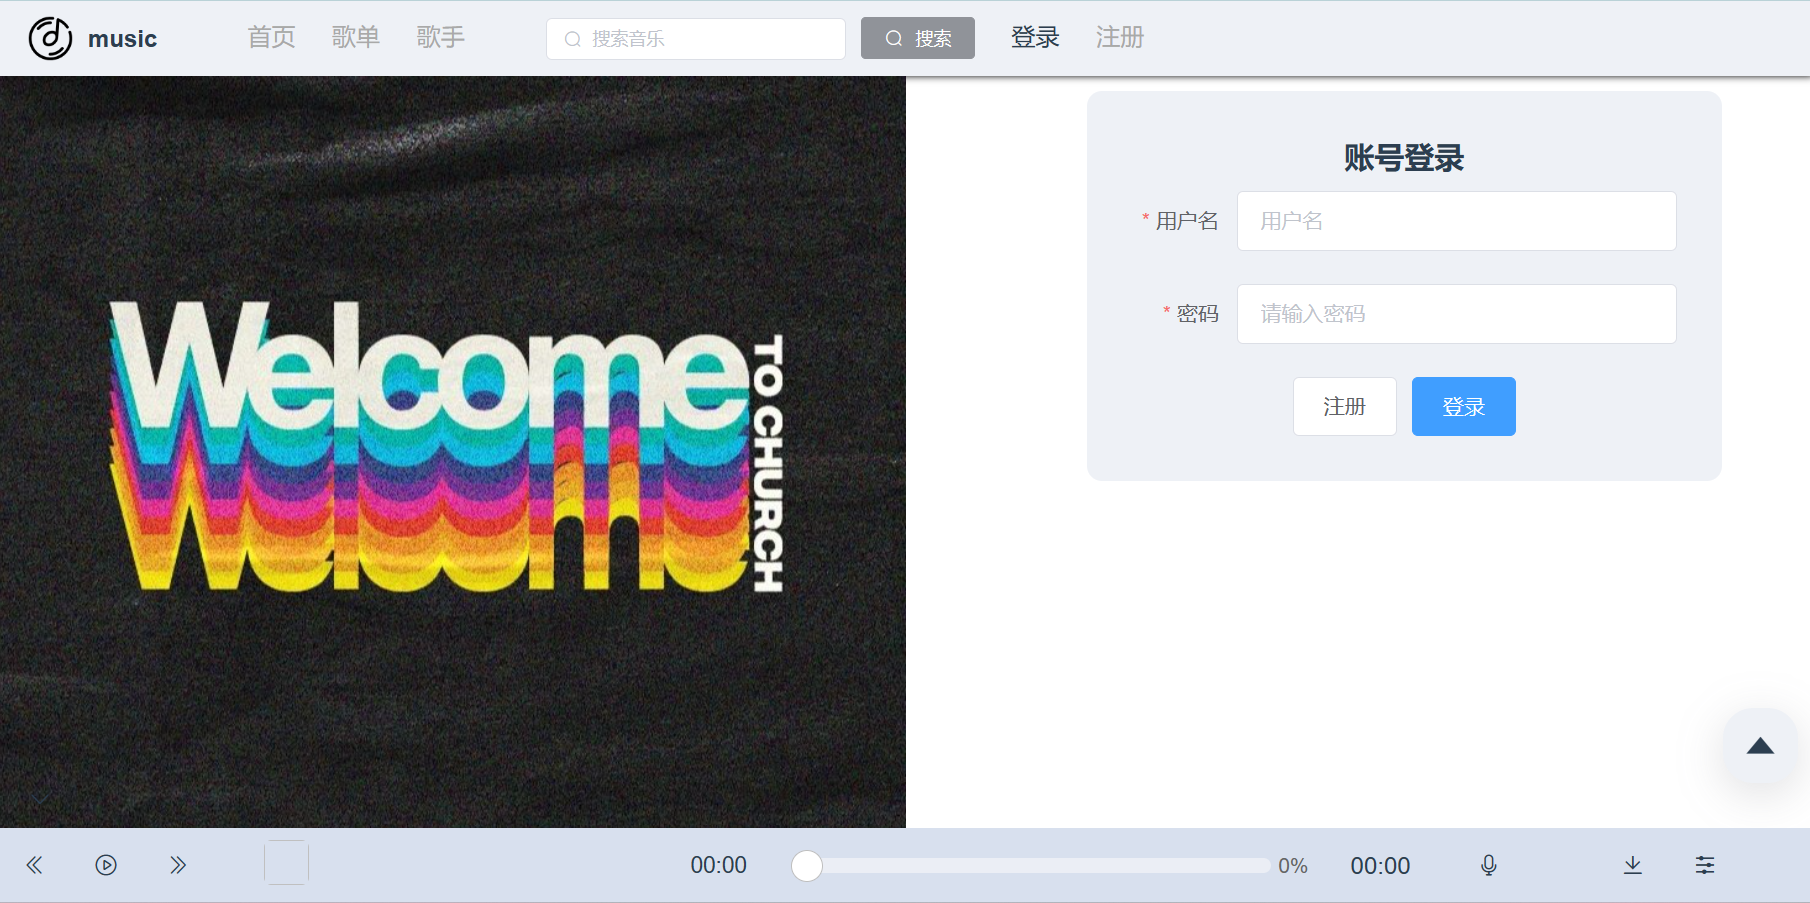 music
首页 歌单 歌手
搜索音乐
搜索
登录 注册
Welcome
TO CHURCH
账号登录
* 用户名 用户名
* 密码 请输入密码
注册 登录
00:00 0% 00:00